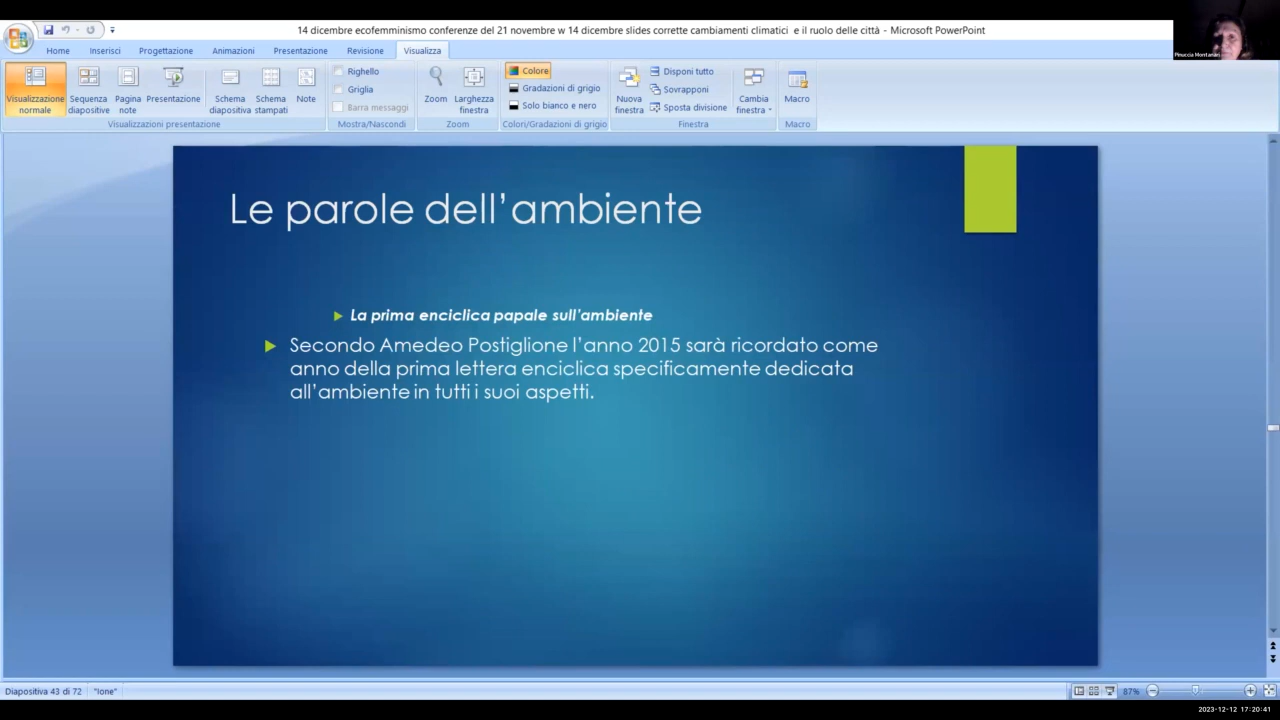 14 dicembre ecofemminismo conferenze del 21 novembre w 14 dicembre slides corrette cambiamenti climatici e il ruolo delle città - Microsoft PowerPoint
Home Inserisci Progettazione Animazioni Presentazione Revisione Visualizza
Visualizzazione normale
Sequenza diapositive
Pagina note
Presentazione
Schema diapositiva
Schema stampati
Note
Visualizzazioni presentazione
Righello
Griglia
Barra messaggi
Mostra/Nascondi
Zoom
Larghezza finestra
Zoom
Colore
Gradazioni di grigio
Solo bianco e nero
Colori/Gradazioni di grigio
Nuova finestra
Disponi tutto
Sovrapponi
Sposta divisione
Cambia finestra
Finestra
Macro
Macro
Pinuccia Montanari
Le parole dell'ambiente
La prima enciclica papale sull'ambiente
Secondo Amedeo Postiglione l'anno 2015 sarà ricordato come
anno della prima lettera enciclica specificamente dedicata
all'ambiente in tutti i suoi aspetti.
Diapositiva 43 di 72 "Ione" 87%
2023-12-12 17:20:41